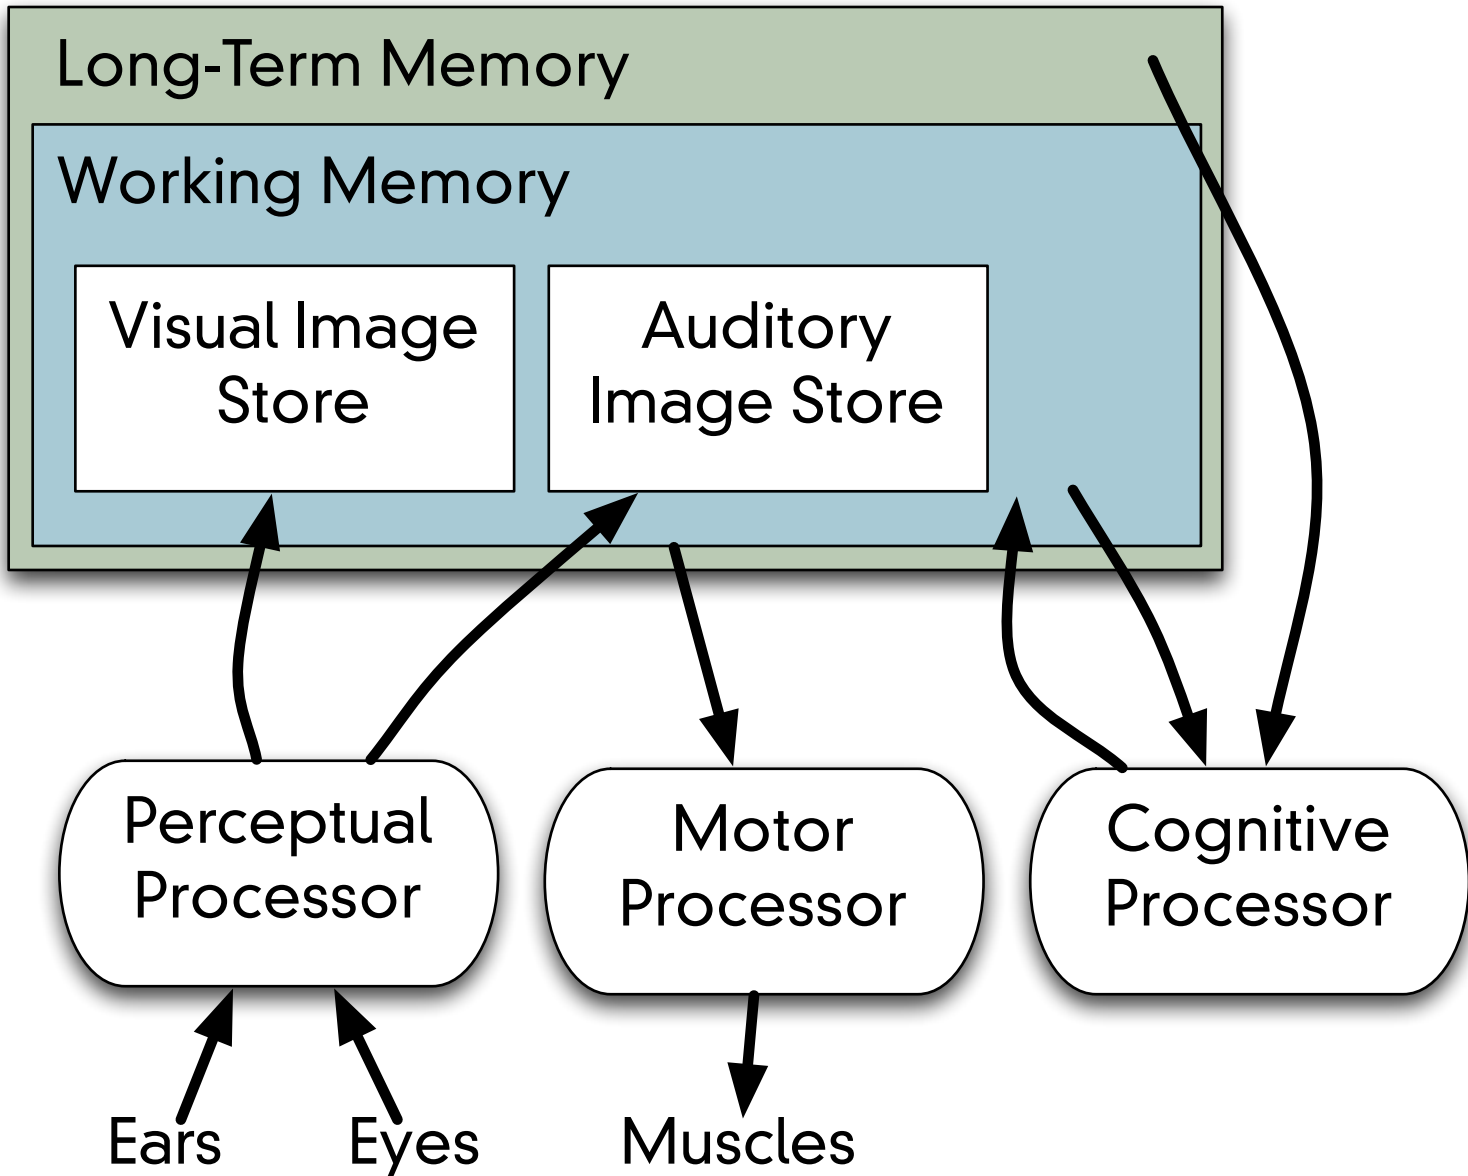 Long-Term Memory
Working Memory
Visual Image
Store
Auditory
Image Store
Perceptual
Processor
Motor
Processor
Cognitive
Processor
Ears
Eyes
Muscles